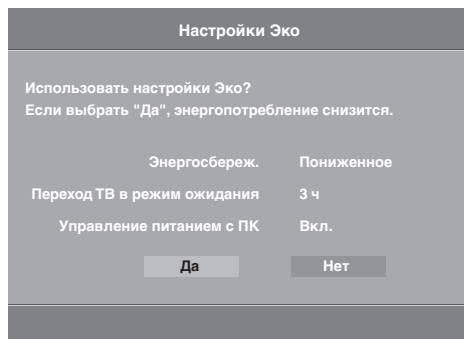 Настройки Эко
Использовать настройки Эко?
Если выбрать "Да", энергопотребление снизится.
Энергосбереж. Пониженное
Переход ТВ в режим ожидания 3 ч
Управление питанием с ПК Вкл.
Да Нет